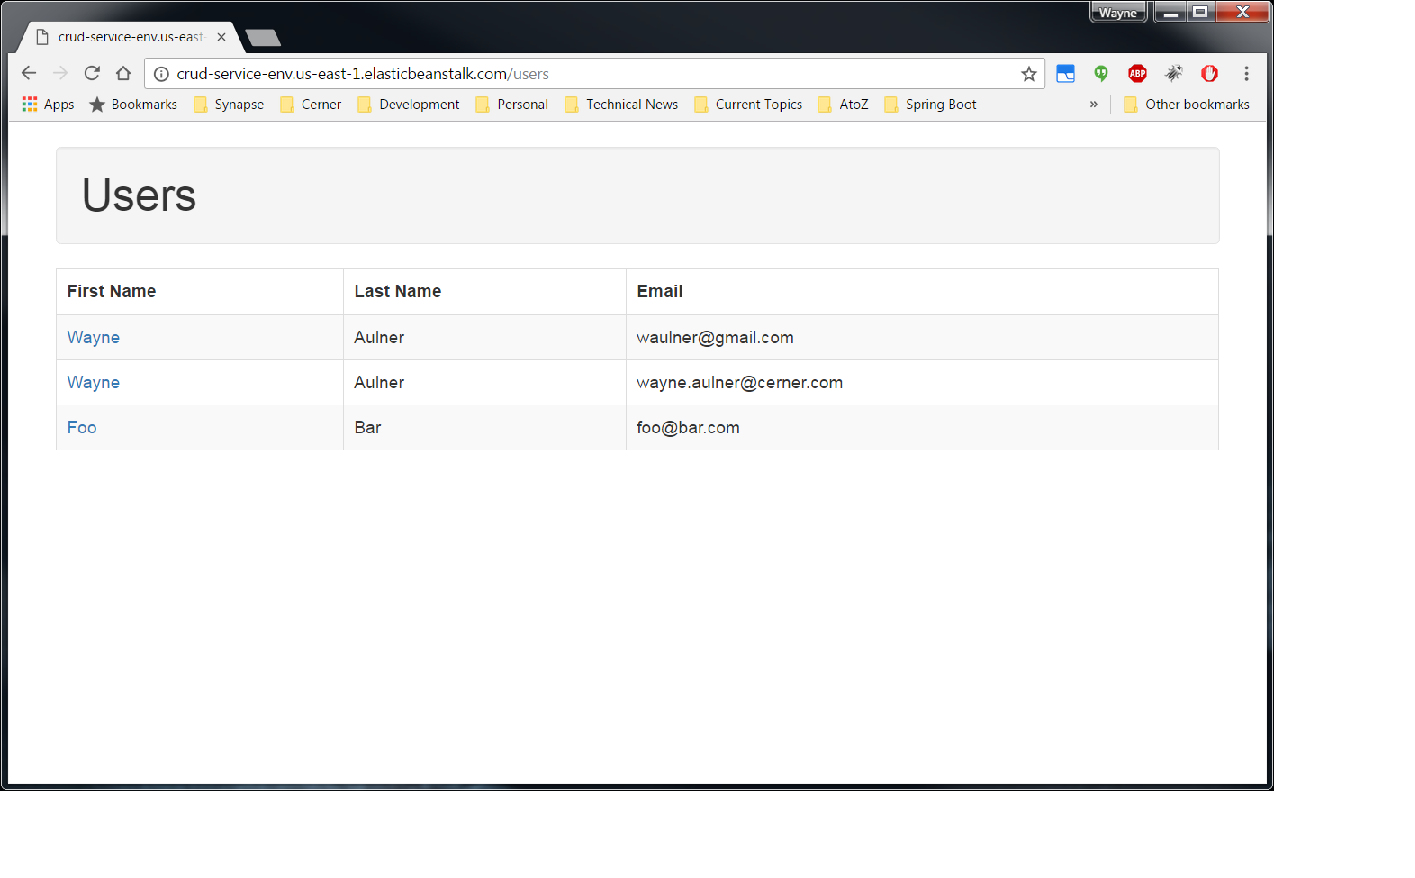 Wayne
crud-service-env.us-east-
crud-service-env.us-east-1.elasticbeanstalk.com/users
ABP
Apps Bookmarks Synapse Cerner Development Personal Technical News Current Topics AtoZ Spring Boot » Other bookmarks
Users
First Name Last Name Email
Wayne Aulner waulner@gmail.com
Wayne Aulner wayne.aulner@cerner.com
Foo Bar foo@bar.com